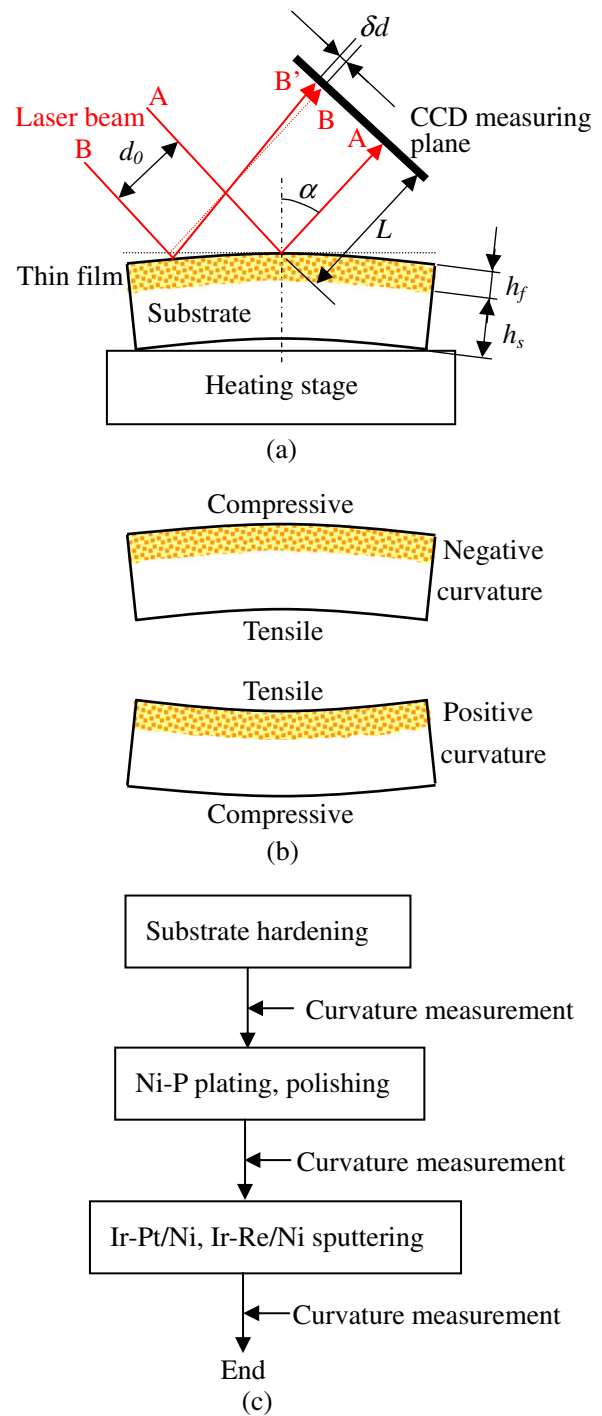 δd
B'
A
B
CCD measuring
plane
Laser beam
B
d0
A
α
L
Thin film
hf
Substrate
hs
Heating stage
(a)
Compressive
Negative
curvature
Tensile
Tensile
Positive
curvature
Compressive
(b)
Substrate hardening
Curvature measurement
Ni-P plating, polishing
Curvature measurement
Ir-Pt/Ni, Ir-Re/Ni sputtering
Curvature measurement
End
(c)